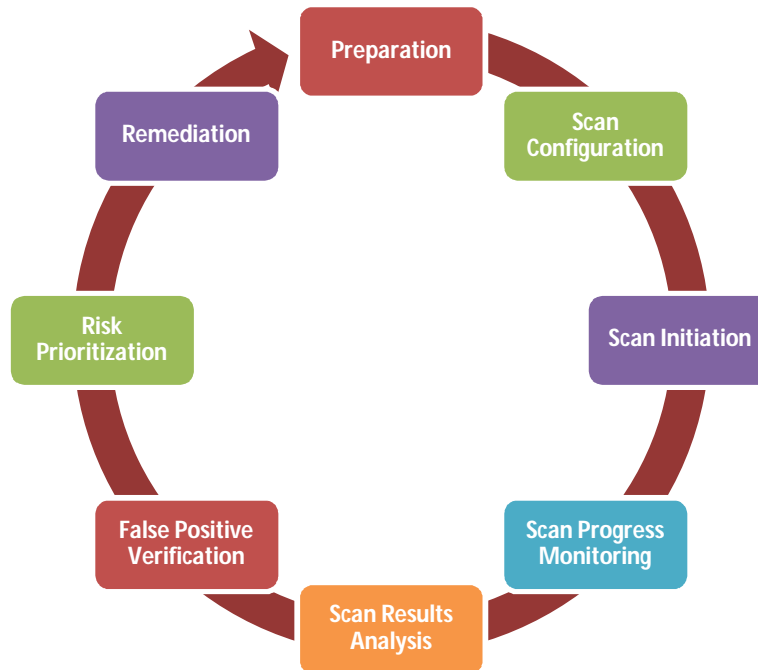 Preparation
Scan
Configuration
Scan Initiation
Scan Progress
Monitoring
Scan Results
Analysis
False Positive
Verification
Risk
Prioritization
Remediation